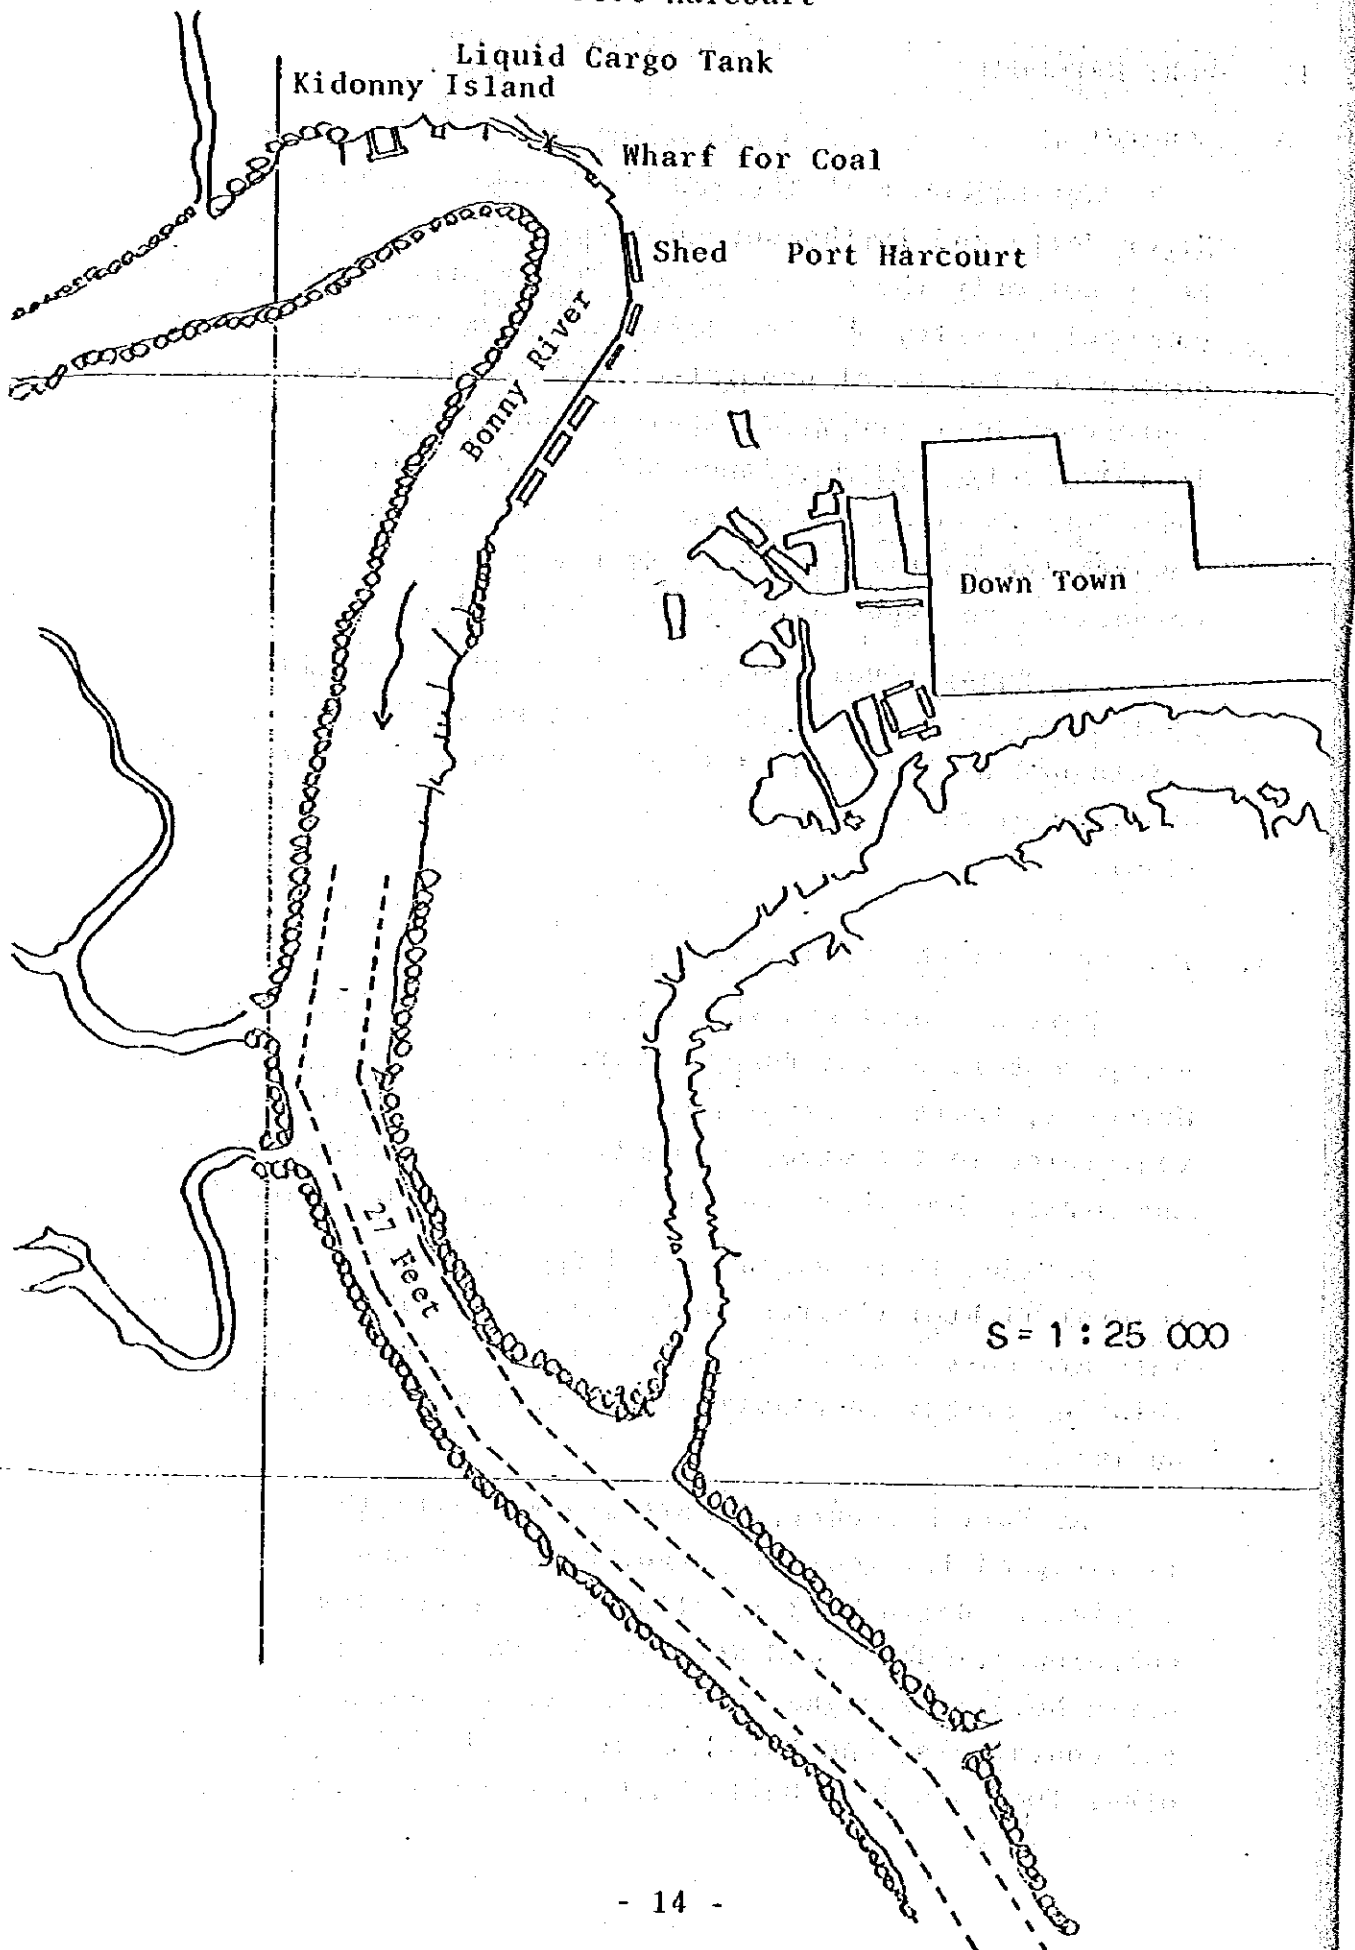 Harcourt
Liquid Cargo Tank
Kidonny Island
Wharf for Coal
Shed Port Harcourt
Bonny River
Down Town
27 Feet
S = 1 : 25 000
- 14 -